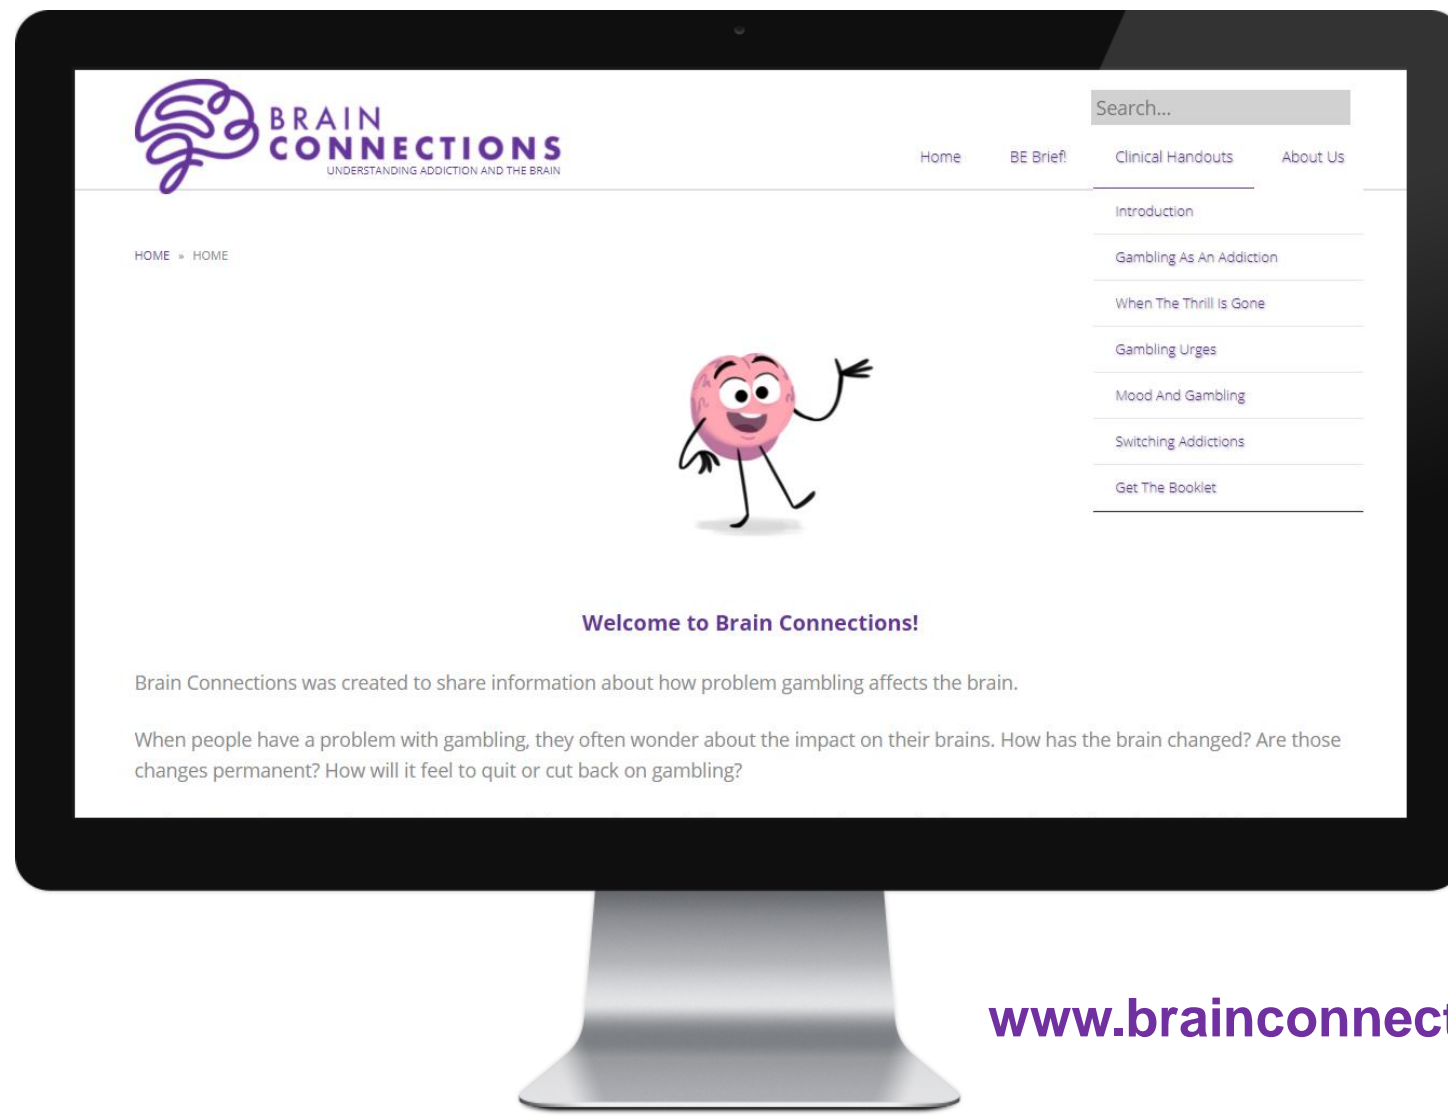 BRAIN
CONNECTIONS
UNDERSTANDING ADDICTION AND THE BRAIN
Search...
Home BE Brief! Clinical Handouts About Us
Introduction
Gambling As An Addiction
When The Thrill Is Gone
Gambling Urges
Mood And Gambling
Switching Addictions
Get The Booklet
HOME » HOME
Welcome to Brain Connections!
Brain Connections was created to share information about how problem gambling affects the brain.
When people have a problem with gambling, they often wonder about the impact on their brains. How has the brain changed? Are those
changes permanent? How will it feel to quit or cut back on gambling?